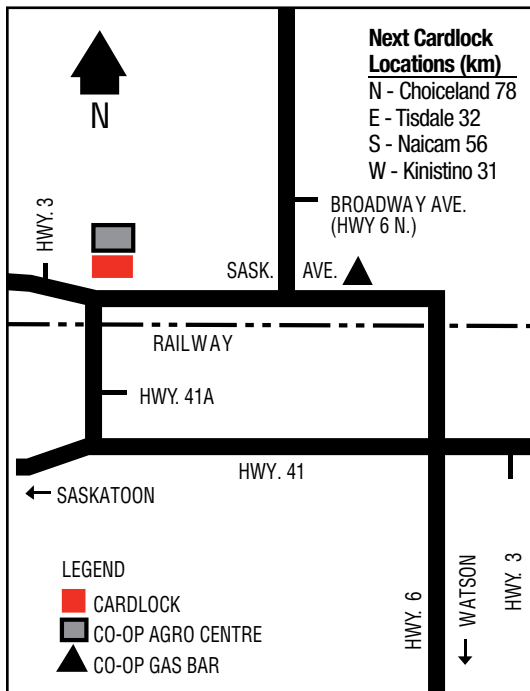 Next Cardlock
Locations (km)
N - Choiceland 78
E - Tisdale 32
S - Naicam 56
W - Kinistino 31
N
BROADWAY AVE.
(HWY 6 N.)
HWY. 3
SASK. AVE.
RAILWAY
HWY. 41A
HWY. 41
SASKATOON
HWY. 6
WATSON
HWY. 3
LEGEND
CARDLOCK
CO-OP AGRO CENTRE
CO-OP GAS BAR